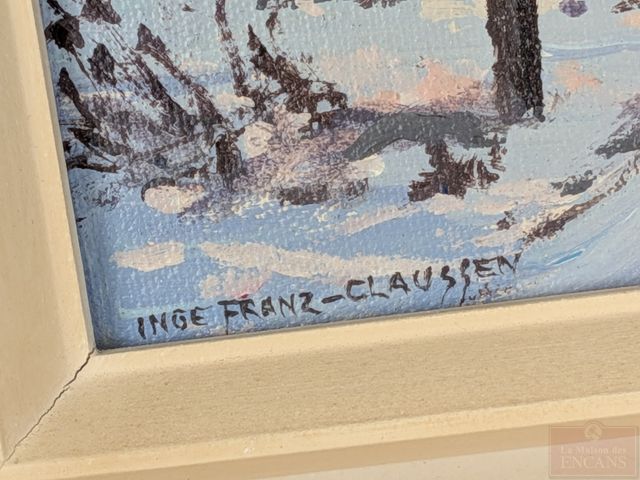 INGE FRANZ-CLAUSSEN
La Maison des
ENCANS